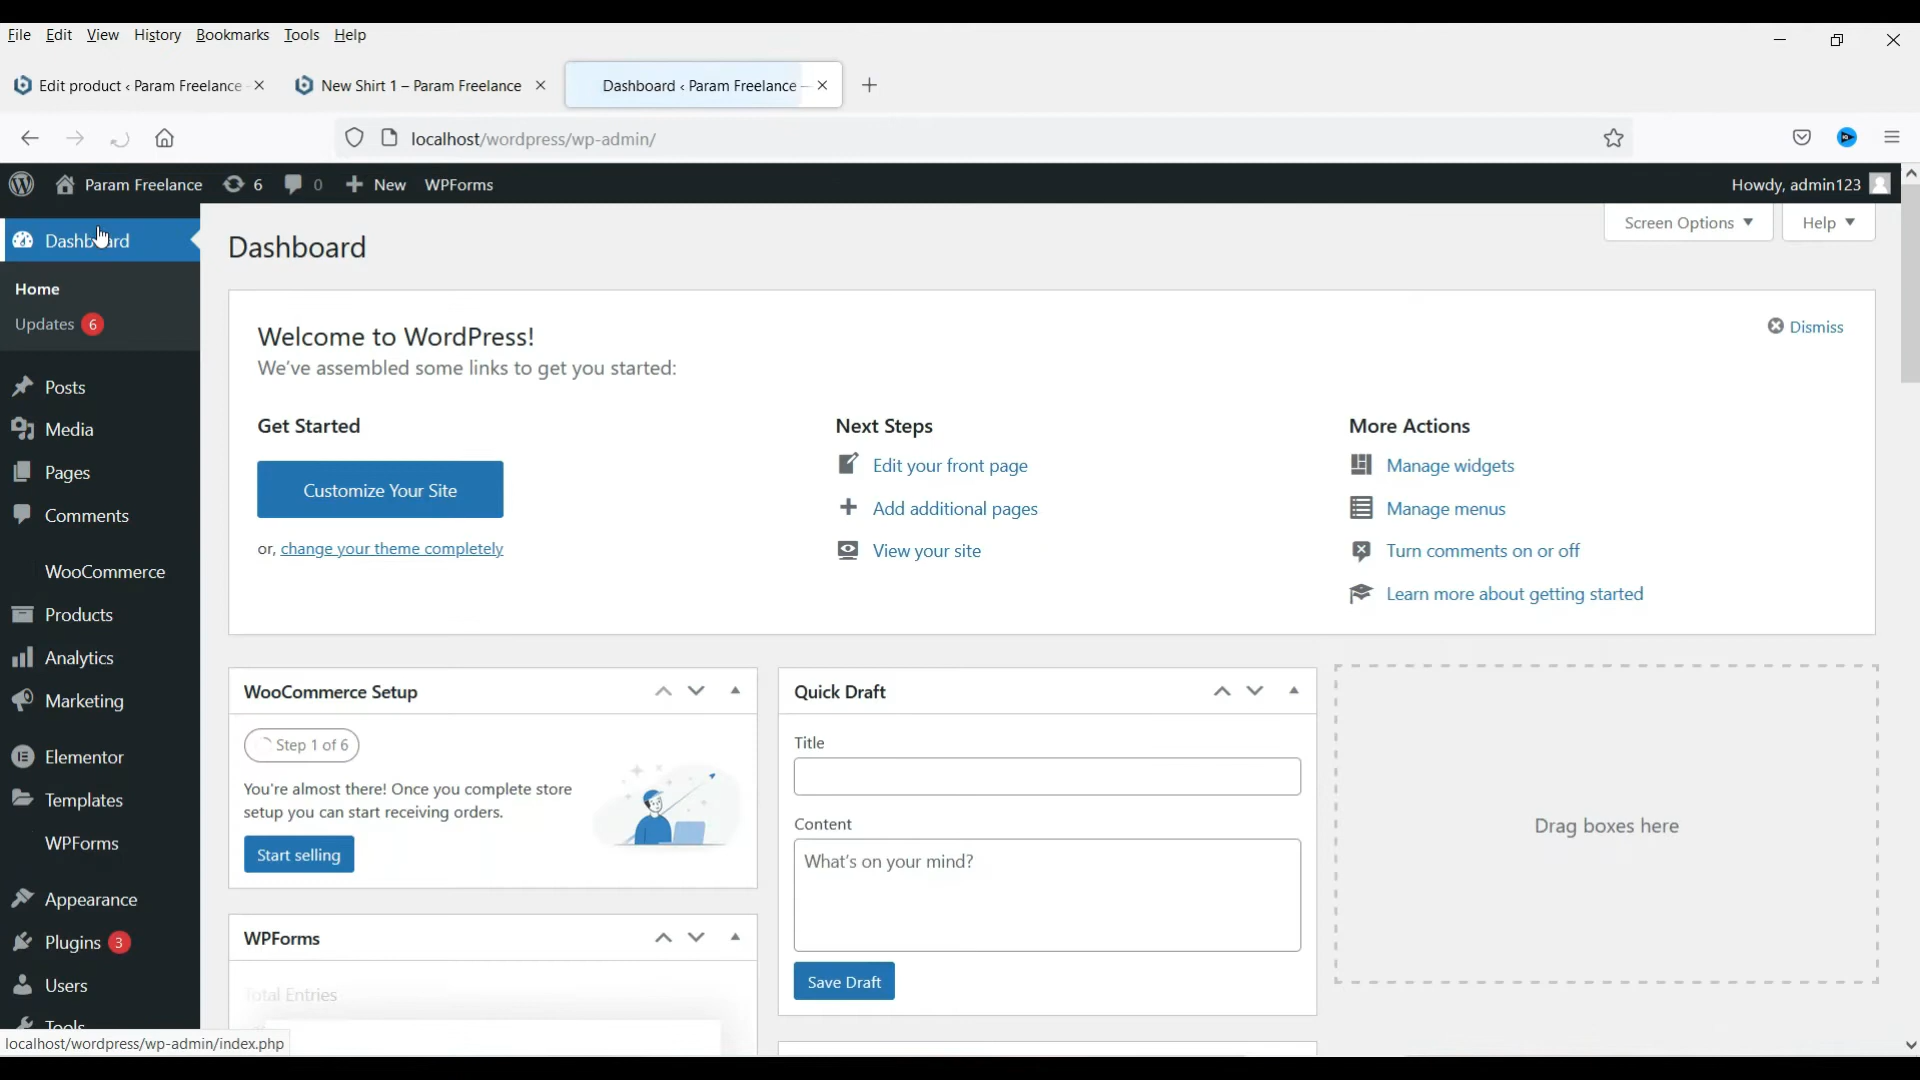 File Edit View History Bookmarks Tools Help
Edit product ‹ Param Freelance
New Shirt 1 – Param Freelance
Dashboard ‹ Param Freelance —
localhost/wordpress/wp-admin/
Param Freelance 6 0 New WPForms
Howdy, admin123
Dashboard
Home
Updates 6
Posts
Media
Pages
Comments
WooCommerce
Products
Analytics
Marketing
Elementor
Templates
WPForms
Appearance
Plugins 3
Users
Tools
localhost/wordpress/wp-admin/index.php
Screen Options
Help
Dashboard
Welcome to WordPress!
We've assembled some links to get you started:
Dismiss
Get Started
Customize Your Site
or, change your theme completely
Next Steps
Edit your front page
Add additional pages
View your site
More Actions
Manage widgets
Manage menus
Turn comments on or off
Learn more about getting started
WooCommerce Setup
Step 1 of 6
You're almost there! Once you complete store
setup you can start receiving orders.
Start selling
WPForms
Total Entries
Quick Draft
Title
Content
What's on your mind?
Save Draft
Drag boxes here